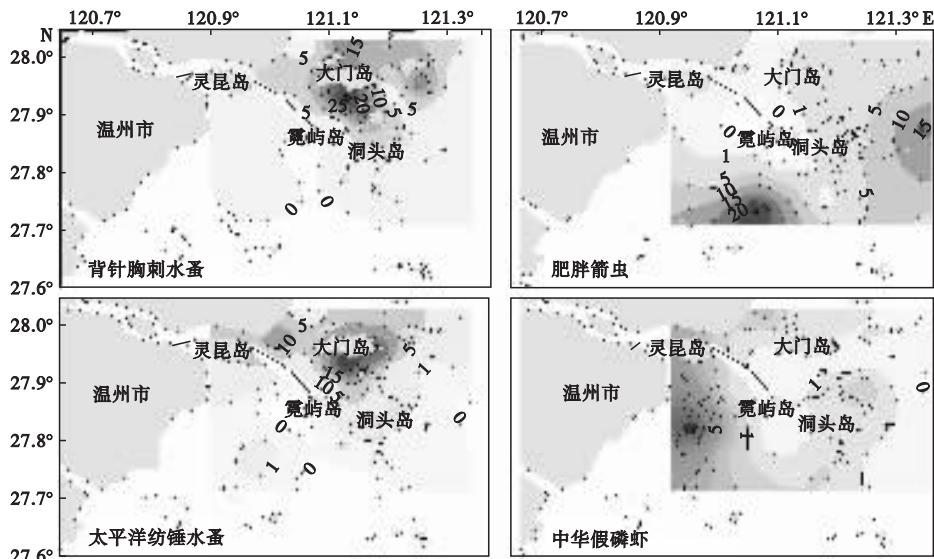 120.7° 120.9° 121.1° 121.3° 120.7° 120.9° 121.1° 121.3° E
N
28.0°
27.9°
27.8°
27.7°
27.6°
5 15
大门岛
灵昆岛
25 20 10 5 5
5
温州市
霓屿岛
洞头岛
0 0
背针胸刺水蚤
灵昆岛
大门岛
0 1 5 10 15
0
霓屿岛
洞头岛
1
5
10
15
20
5
肥胖箭虫
28.0°
27.9°
27.8°
27.7°
27.6°
5
10
大门岛
5
灵昆岛
1
15
10
5
温州市
霓屿岛
洞头岛
0
0
1 0
太平洋纺锤水蚤
灵昆岛
大门岛
1
0
温州市
霓屿岛
洞头岛
5 1
中华假磷虾